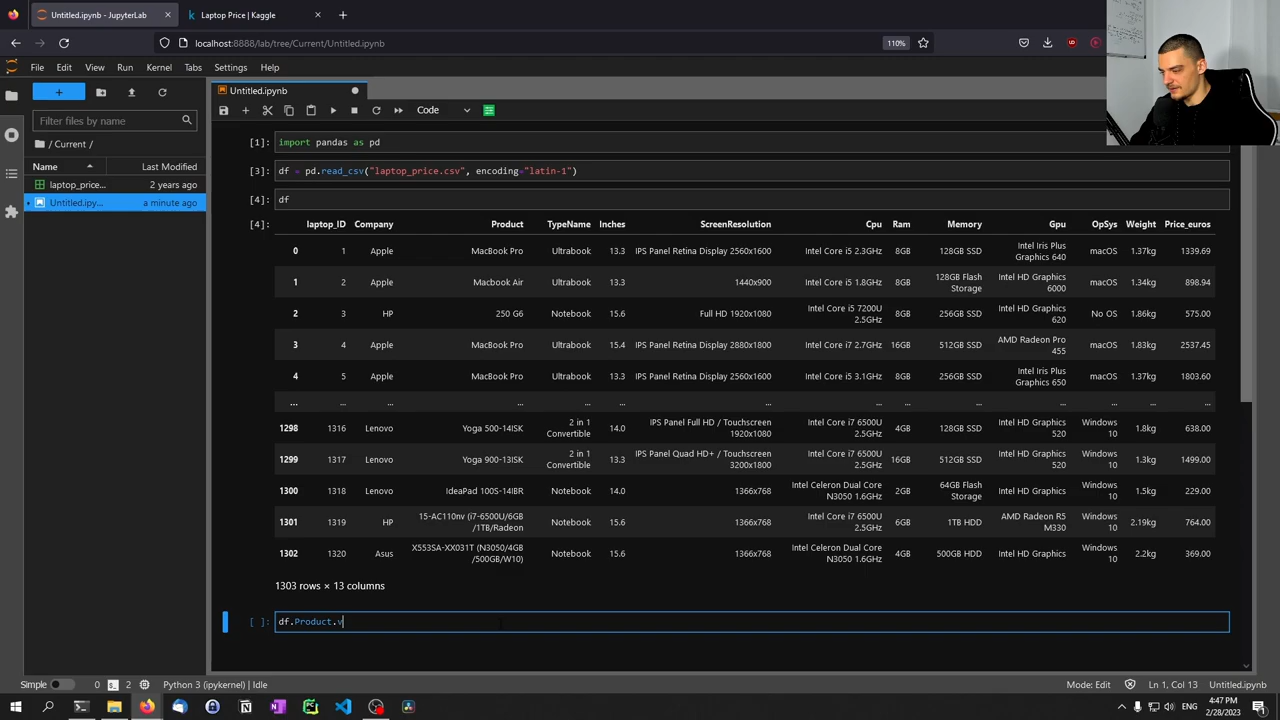 Untitled.ipynb - JupyterLab
Laptop Price | Kaggle
localhost:8888/lab/tree/Current/Untitled.ipynb
110%
File Edit View Run Kernel Tabs Settings Help
Untitled.ipynb
Filter files by name
Code
/ Current /
Name Last Modified
laptop_price... 2 years ago
Untitled.ipy... a minute ago
[1]: import pandas as pd
[3]: df = pd.read_csv("laptop_price.csv", encoding="latin-1")
[4]: df
[4]: laptop_ID Company Product TypeName Inches ScreenResolution Cpu Ram Memory Gpu OpSys Weight Price_euros
0 1 Apple MacBook Pro Ultrabook 13.3 IPS Panel Retina Display 2560x1600 Intel Core i5 2.3GHz 8GB 128GB SSD Intel Iris Plus
Graphics 640 macOS 1.37kg 1339.69
1 2 Apple Macbook Air Ultrabook 13.3 1440x900 Intel Core i5 1.8GHz 8GB 128GB Flash
Storage Intel HD Graphics
6000 macOS 1.34kg 898.94
2 3 HP 250 G6 Notebook 15.6 Full HD 1920x1080 Intel Core i5 7200U
2.5GHz 8GB 256GB SSD Intel HD Graphics
620 No OS 1.86kg 575.00
3 4 Apple MacBook Pro Ultrabook 15.4 IPS Panel Retina Display 2880x1800 Intel Core i7 2.7GHz 16GB 512GB SSD AMD Radeon Pro
455 macOS 1.83kg 2537.45
4 5 Apple MacBook Pro Ultrabook 13.3 IPS Panel Retina Display 2560x1600 Intel Core i5 3.1GHz 8GB 256GB SSD Intel Iris Plus
Graphics 650 macOS 1.37kg 1803.60
... ... ... ... ... ... ... ... ... ... ... ... ... ...
1298 1316 Lenovo Yoga 500-14ISK 2 in 1
Convertible 14.0 IPS Panel Full HD / Touchscreen
1920x1080 Intel Core i7 6500U
2.5GHz 4GB 128GB SSD Intel HD Graphics
520 Windows
10 1.8kg 638.00
1299 1317 Lenovo Yoga 900-13ISK 2 in 1
Convertible 13.3 IPS Panel Quad HD+ / Touchscreen
3200x1800 Intel Core i7 6500U
2.5GHz 16GB 512GB SSD Intel HD Graphics
520 Windows
10 1.3kg 1499.00
1300 1318 Lenovo IdeaPad 100S-14IBR Notebook 14.0 1366x768 Intel Celeron Dual Core
N3050 1.6GHz 2GB 64GB Flash
Storage Intel HD Graphics Windows
10 1.5kg 229.00
1301 1319 HP 15-AC110nv (i7-6500U/6GB
/1TB/Radeon Notebook 15.6 1366x768 Intel Core i7 6500U
2.5GHz 6GB 1TB HDD AMD Radeon R5
M330 Windows
10 2.19kg 764.00
1302 1320 Asus X553SA-XX031T (N3050/4GB
/500GB/W10) Notebook 15.6 1366x768 Intel Celeron Dual Core
N3050 1.6GHz 4GB 500GB HDD Intel HD Graphics Windows
10 2.2kg 369.00
1303 rows × 13 columns
[ ]: df.Product.v
Simple 0 2 Python 3 (ipykernel) | Idle Mode: Edit Ln 1, Col 13 Untitled.ipynb
ENG 4:47 PM
2/28/2023